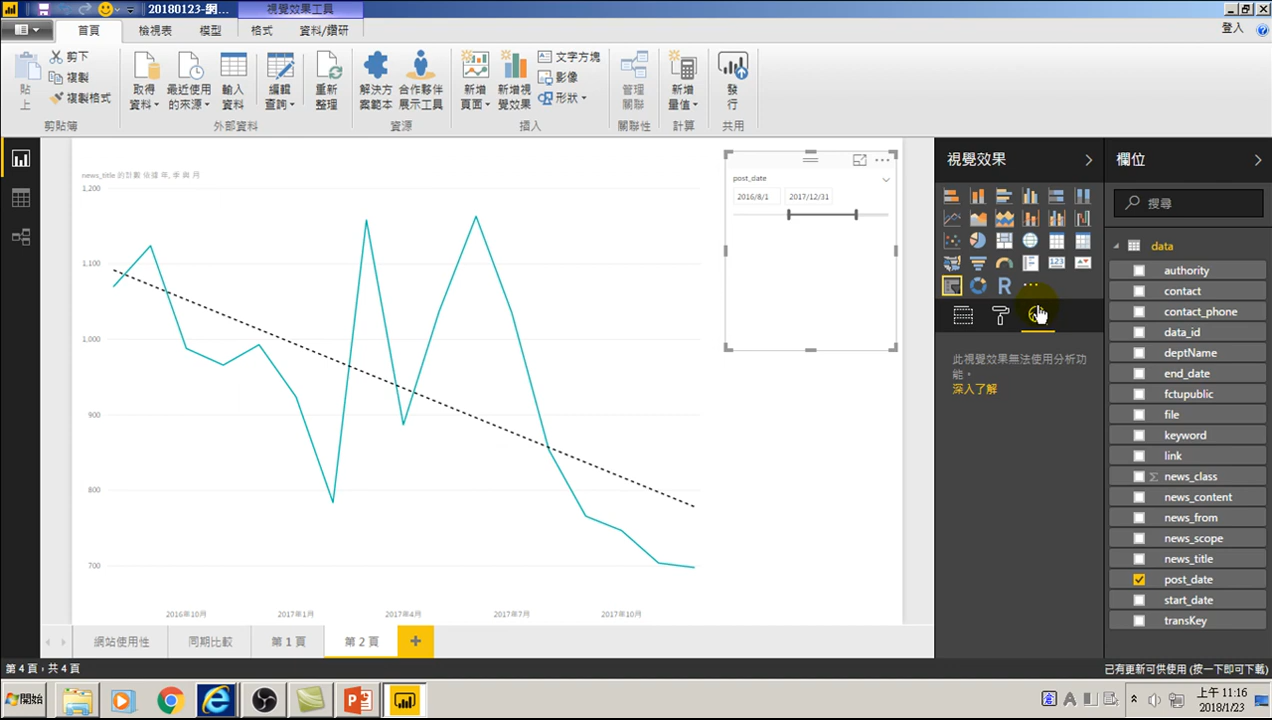 20180123-網...
視覺效果工具
登入
首頁
檢視表
模型
格式
資料/鑽研
貼上
剪下
複製
複製格式
剪貼簿
取得資料
最近使用的來源
輸入資料
編輯查詢
重新整理
外部資料
解決方案範本
合作夥伴展示工具
資源
新增頁面
新增視覺效果
文字方塊
影像
形狀
插入
管理關聯
關聯性
新增量值
計算
發行
共用
news_title 的計數 依據 年, 季 與 月
1,200
1,100
1,000
900
800
700
2016年10月
2017年1月
2017年4月
2017年7月
2017年10月
post_date
2016/8/1
2017/12/31
視覺效果
R
123
此視覺效果無法使用分析功
能。
深入了解
欄位
搜尋
data
authority
contact
contact_phone
data_id
deptName
end_date
fctupublic
file
keyword
link
Σ news_class
news_content
news_from
news_scope
news_title
post_date
start_date
transKey
網站使用性
同期比較
第 1 頁
第 2 頁
第 4 頁，共 4 頁
已有更新可供使用 (按一下即可下載)
開始
上午 11:16
2018/1/23